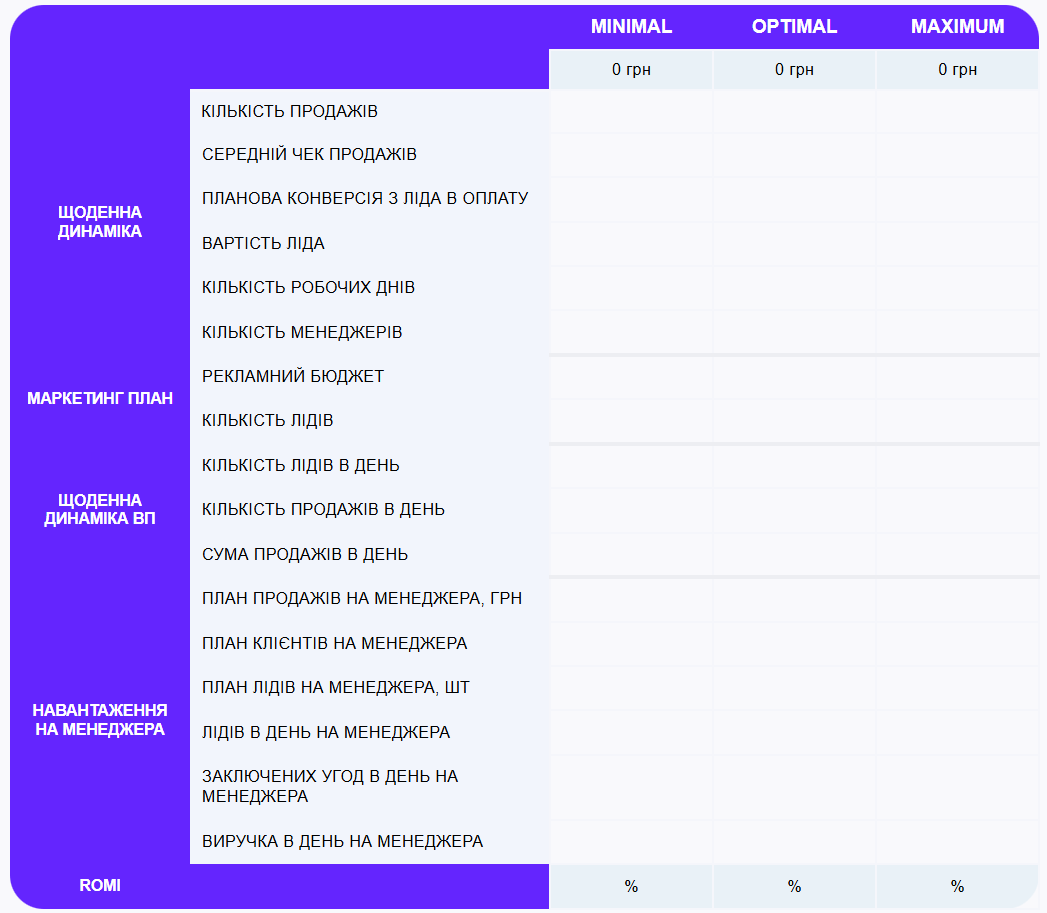 MINIMAL OPTIMAL MAXIMUM
0 грн 0 грн 0 грн
ЩОДЕННА
ДИНАМІКА
КІЛЬКІСТЬ ПРОДАЖІВ
СЕРЕДНІЙ ЧЕК ПРОДАЖІВ
ПЛАНОВА КОНВЕРСІЯ З ЛІДА В ОПЛАТУ
ВАРТІСТЬ ЛІДА
КІЛЬКІСТЬ РОБОЧИХ ДНІВ
КІЛЬКІСТЬ МЕНЕДЖЕРІВ
МАРКЕТИНГ ПЛАН
РЕКЛАМНИЙ БЮДЖЕТ
КІЛЬКІСТЬ ЛІДІВ
ЩОДЕННА
ДИНАМІКА ВП
КІЛЬКІСТЬ ЛІДІВ В ДЕНЬ
КІЛЬКІСТЬ ПРОДАЖІВ В ДЕНЬ
СУМА ПРОДАЖІВ В ДЕНЬ
НАВАНТАЖЕННЯ
НА МЕНЕДЖЕРА
ПЛАН ПРОДАЖІВ НА МЕНЕДЖЕРА, ГРН
ПЛАН КЛІЄНТІВ НА МЕНЕДЖЕРА
ПЛАН ЛІДІВ НА МЕНЕДЖЕРА, ШТ
ЛІДІВ В ДЕНЬ НА МЕНЕДЖЕРА
ЗАКЛЮЧЕНИХ УГОД В ДЕНЬ НА
МЕНЕДЖЕРА
ВИРУЧКА В ДЕНЬ НА МЕНЕДЖЕРА
ROMI % % %